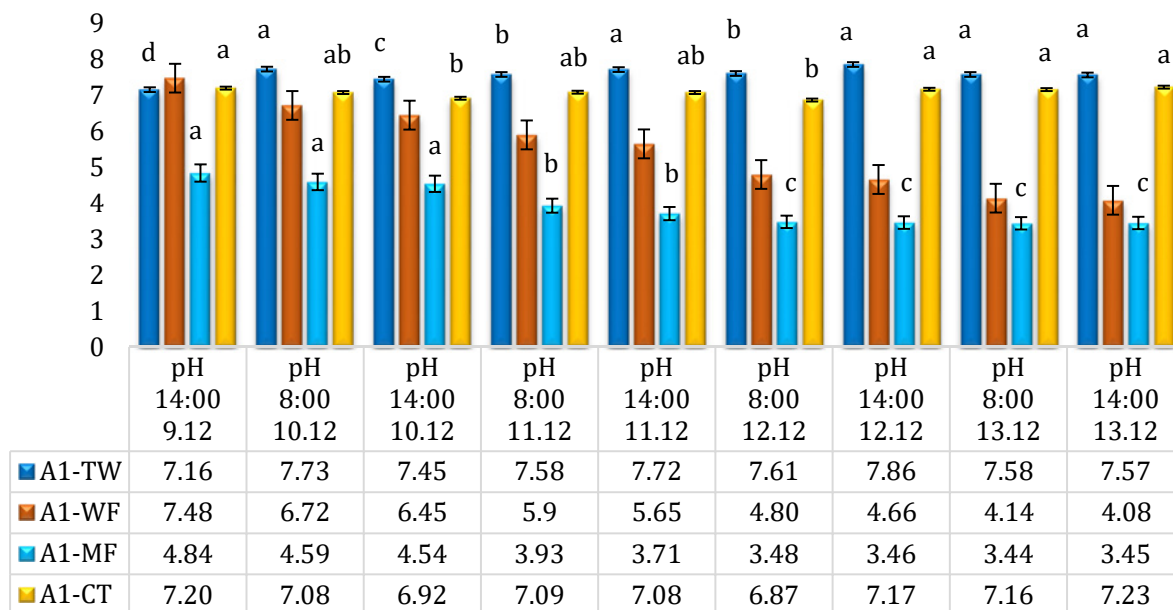 9
8
7
6
5
4
3
2
1
0
d a a
a ab a
c b a
b ab b
a ab b
b b c
a a c
a a c
a a c
pH pH pH pH pH pH pH pH pH
14:00 8:00 14:00 8:00 14:00 8:00 14:00 8:00 14:00
9.12 10.12 10.12 11.12 11.12 12.12 12.12 13.12 13.12
A1-TW 7.16 7.73 7.45 7.58 7.72 7.61 7.86 7.58 7.57
A1-WF 7.48 6.72 6.45 5.9 5.65 4.80 4.66 4.14 4.08
A1-MF 4.84 4.59 4.54 3.93 3.71 3.48 3.46 3.44 3.45
A1-CT 7.20 7.08 6.92 7.09 7.08 6.87 7.17 7.16 7.23